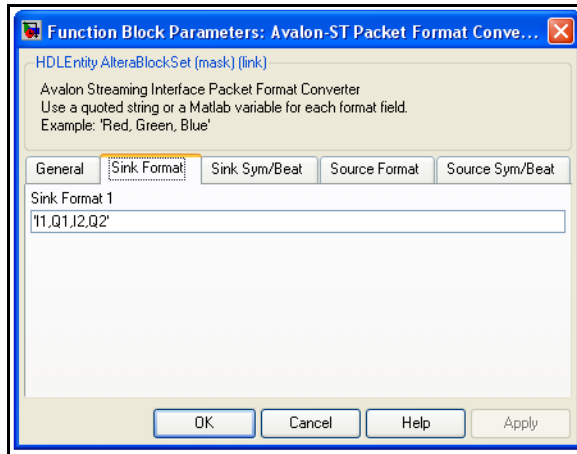 Function Block Parameters: Avalon-ST Packet Format Conve...
HDLEntity AlteraBlockSet (mask) (link)
Avalon Streaming Interface Packet Format Converter
Use a quoted string or a Matlab variable for each format field.
Example: 'Red, Green, Blue'
General Sink Format Sink Sym/Beat Source Format Source Sym/Beat
Sink Format 1
'I1,Q1,I2,Q2'
OK Cancel Help Apply